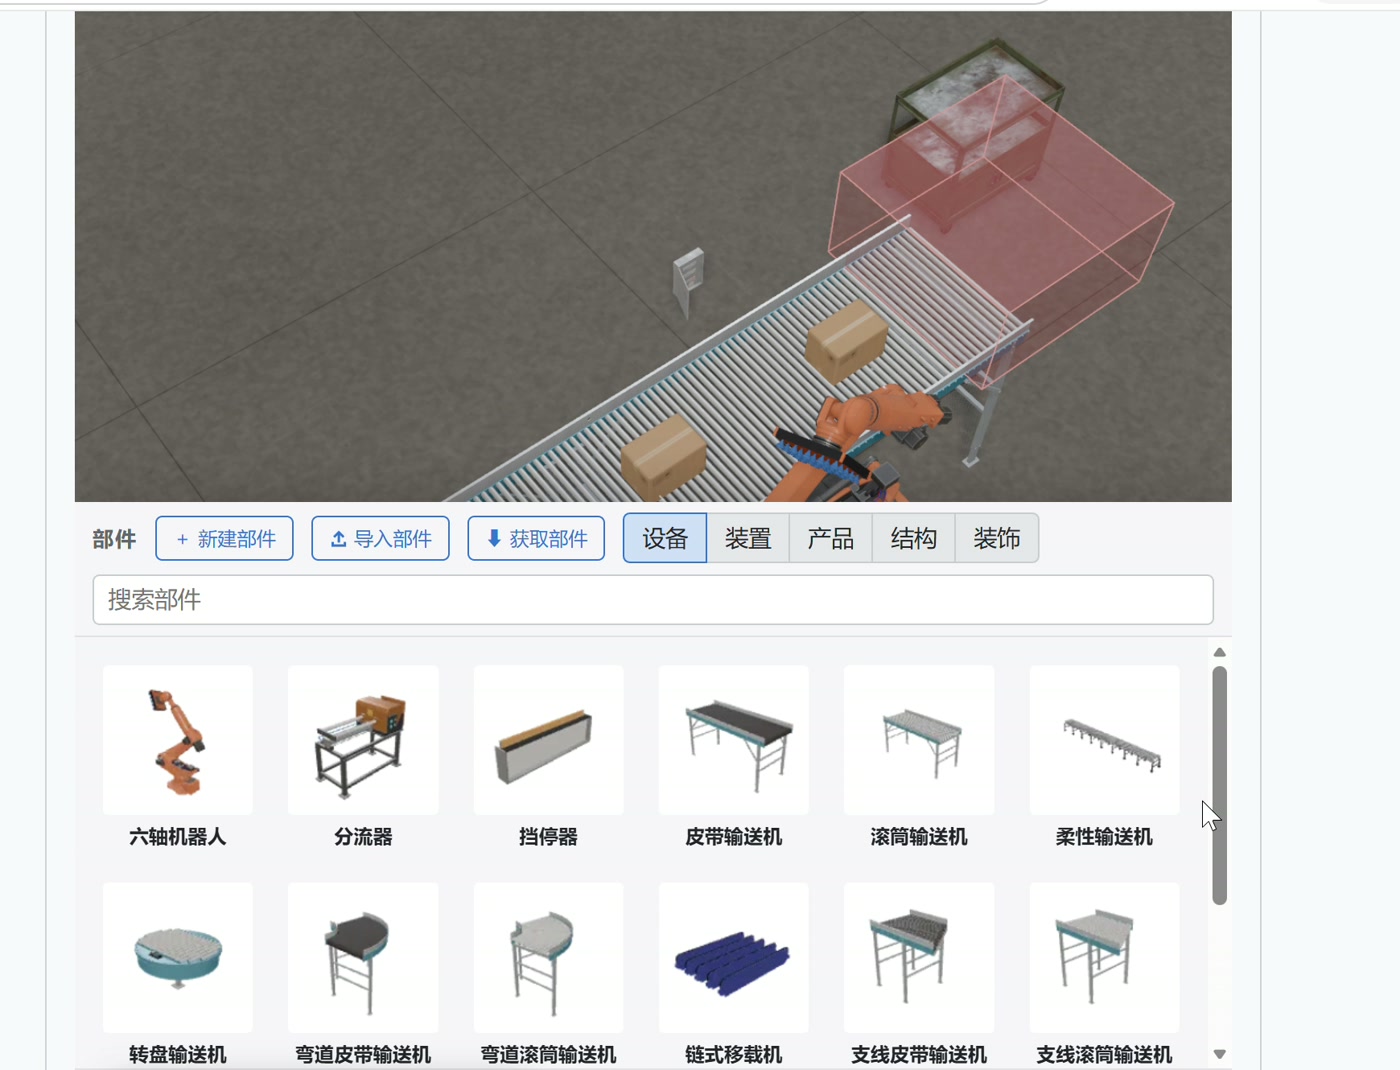 部件 + 新建部件 导入部件 获取部件 设备 装置 产品 结构 装饰
搜索部件
六轴机器人 分流器 挡停器 皮带输送机 滚筒输送机 柔性输送机
转盘输送机 弯道皮带输送机 弯道滚筒输送机 链式移载机 支线皮带输送机 支线滚筒输送机